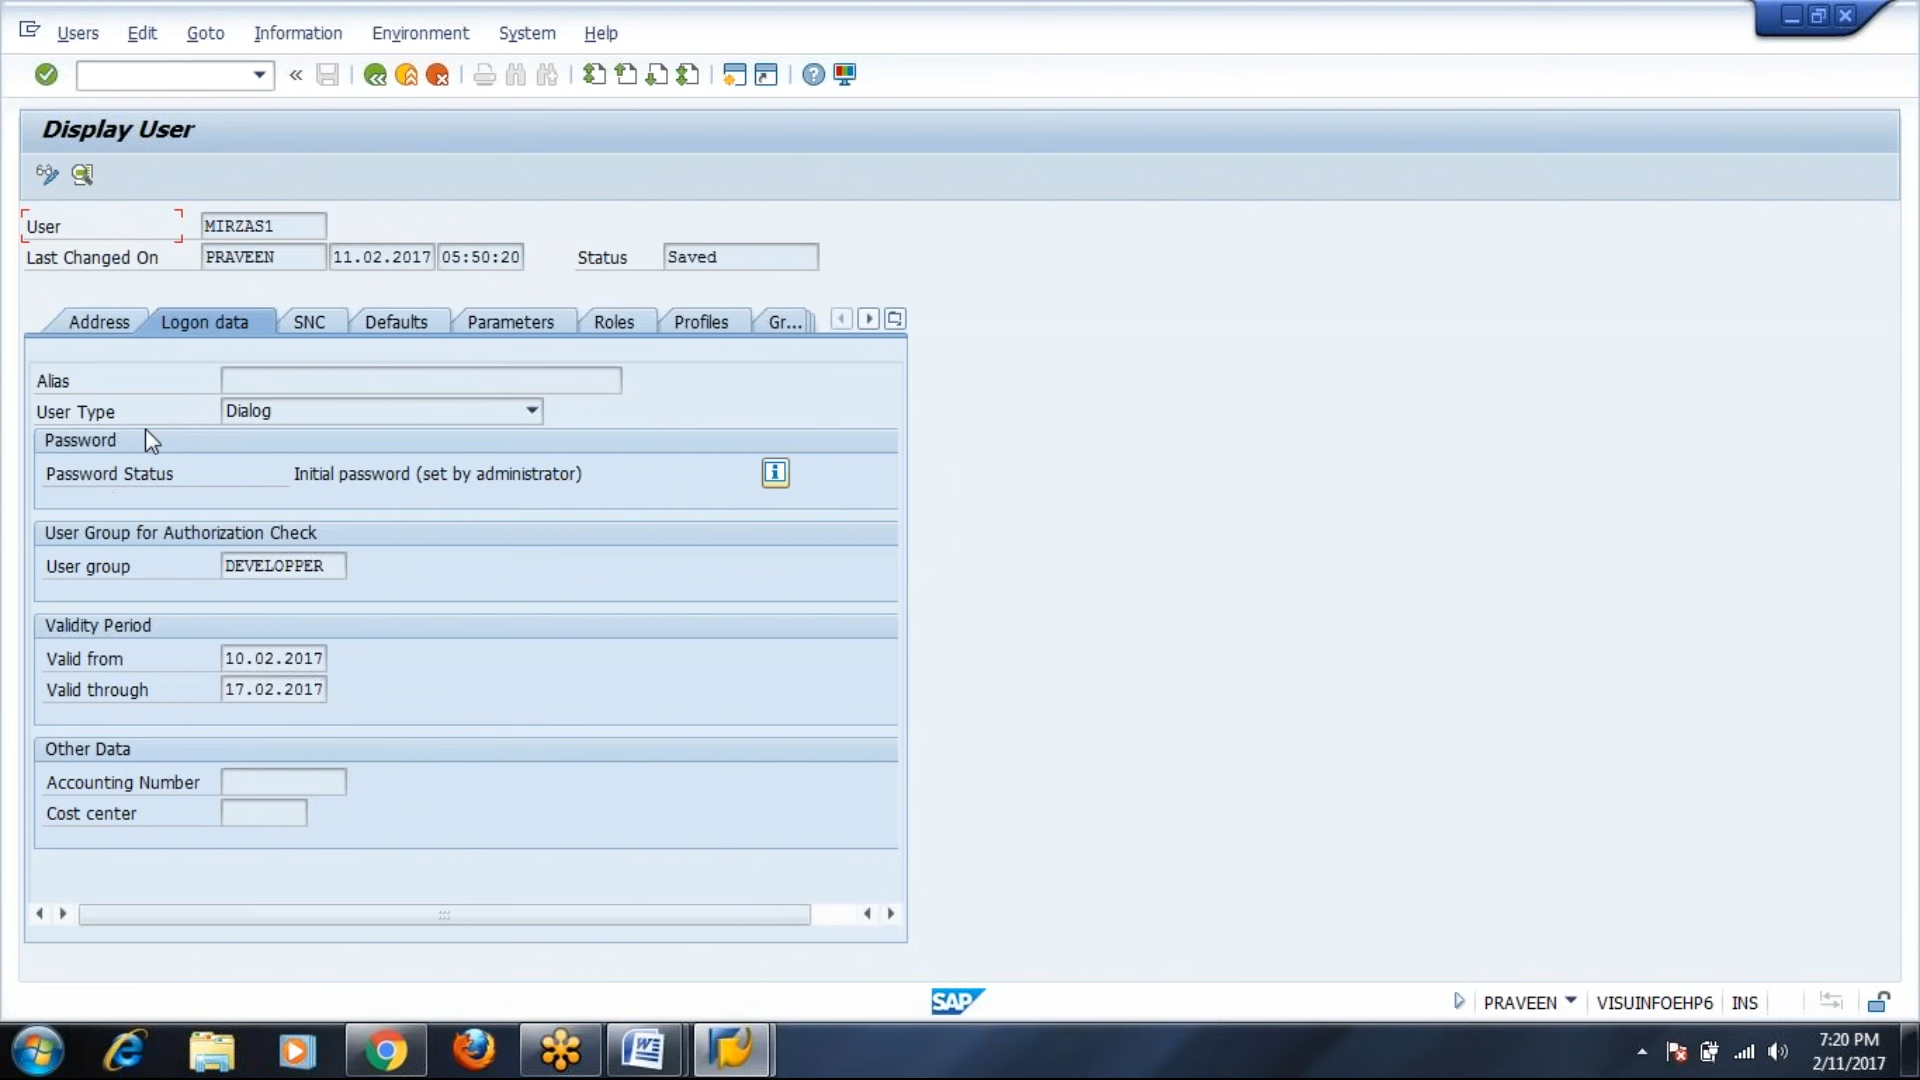 Users Edit Goto Information Environment System Help
Display User
User MIRZAS1
Last Changed On PRAVEEN 11.02.2017 05:50:20 Status Saved
Address Logon data SNC Defaults Parameters Roles Profiles Gr...
Alias
User Type Dialog
Password
Password Status Initial password (set by administrator)
User Group for Authorization Check
User group DEVELOPPER
Validity Period
Valid from 10.02.2017
Valid through 17.02.2017
Other Data
Accounting Number
Cost center
SAP PRAVEEN VISUINFOEHP6 INS
7:20 PM
2/11/2017